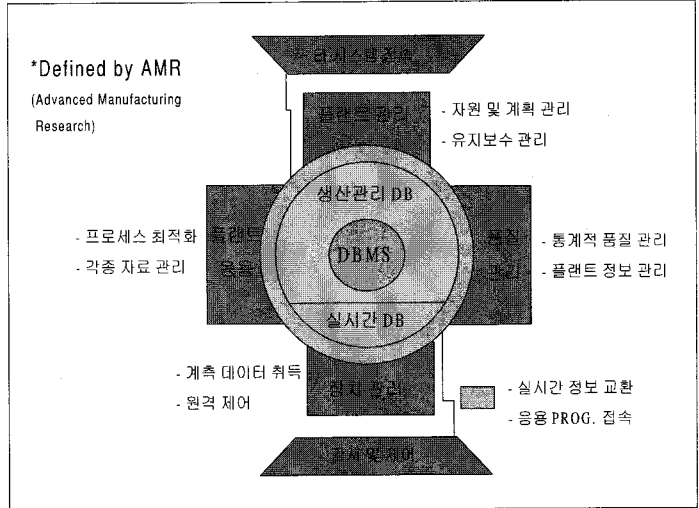 *Defined by AMR
(Advanced Manufacturing
Research)
타 시스템 접속
플랜트 관리
- 자원 및 계획 관리
- 유지보수 관리
생산관리 DB
- 프로세스 최적화
- 각종 자료 관리
플랜트
응용
DBMS
품질
관리
- 통계적 품질 관리
- 플랜트 정보 관리
실시간 DB
- 계측 데이터 취득
- 원격 제어
장치 관리
- 실시간 정보 교환
- 응용 PROG. 접속
감시 및 제어